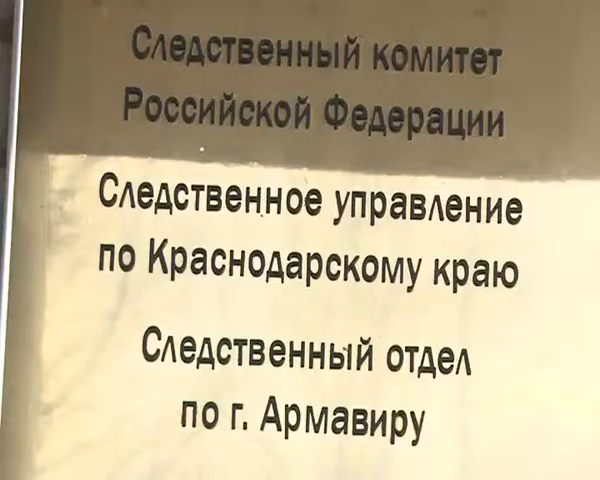 Следственный комитет
Российской Федерации
Следственное управление
по Краснодарскому краю
Следственный отдел
по г. Армавиру